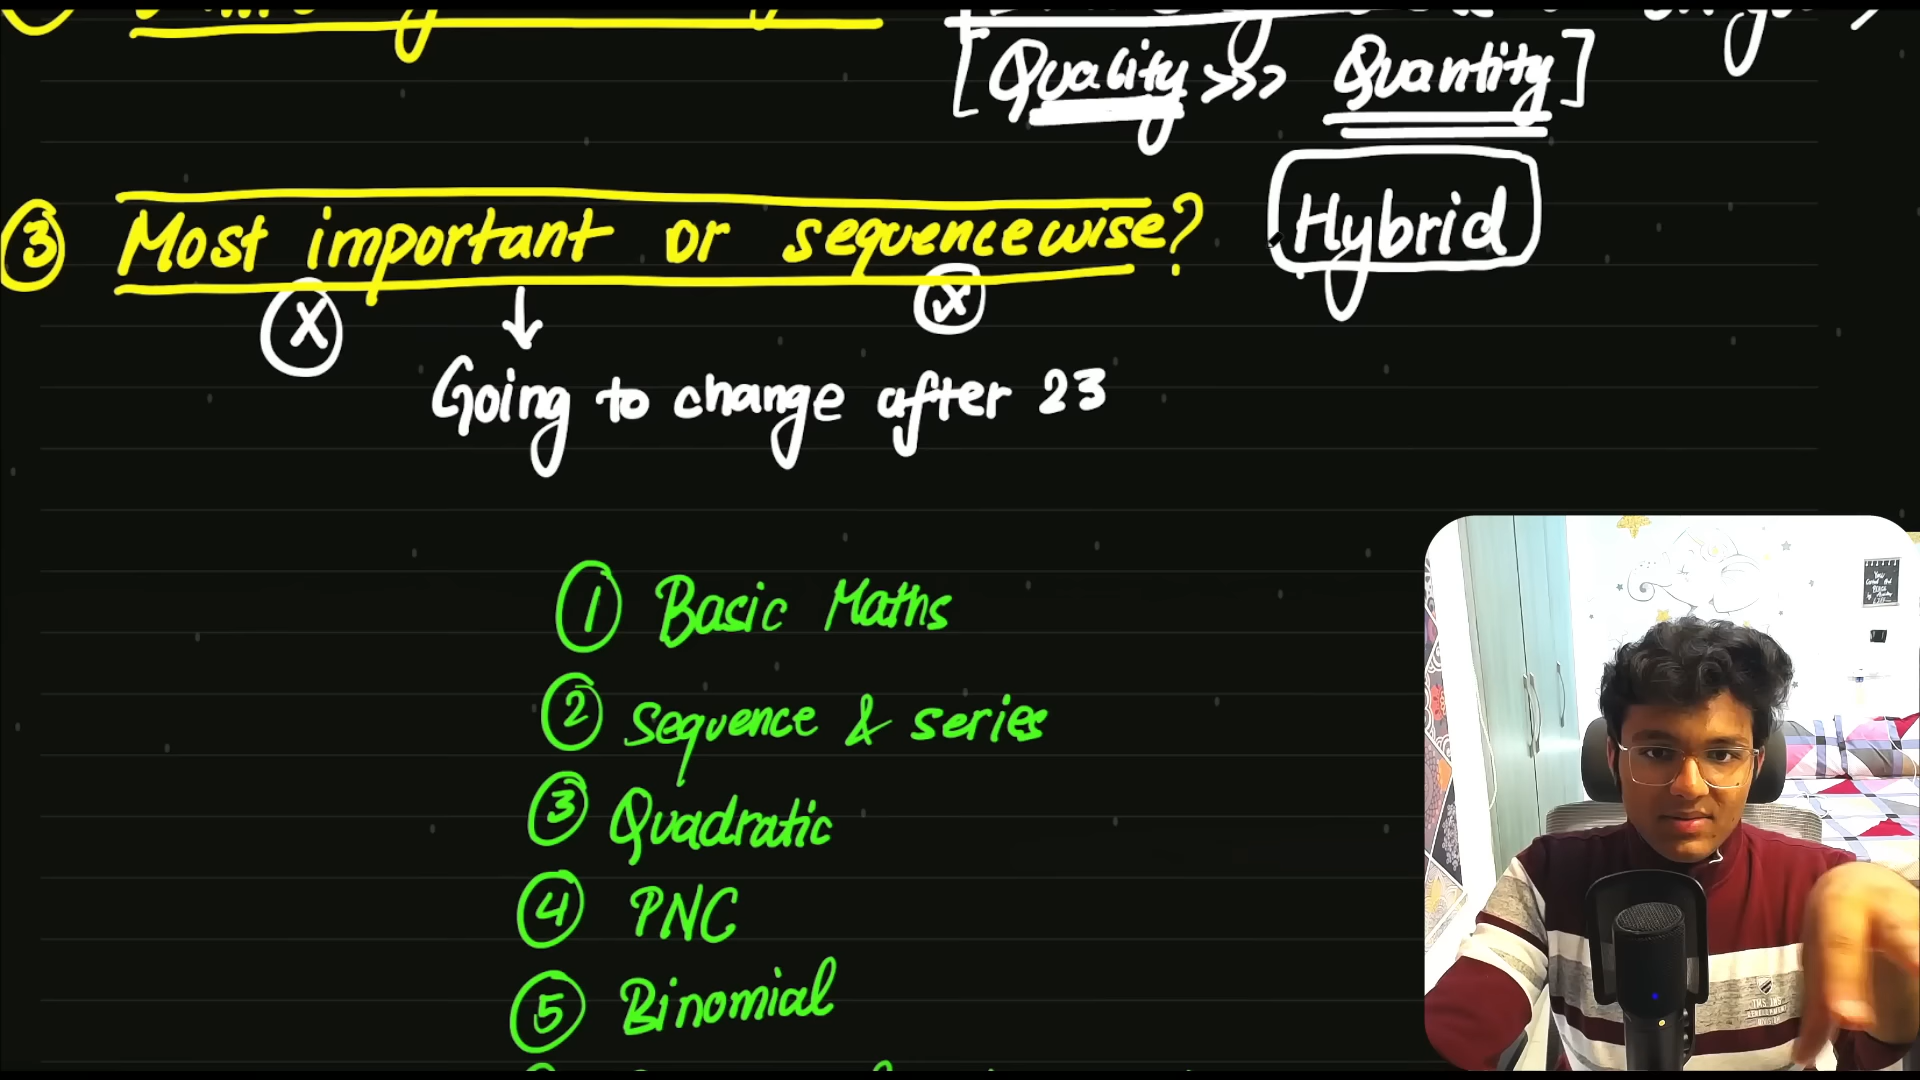 [Quality >>> Quantity]
③ Most important or sequencewise? Hybrid
X X
↓
Going to change after 23
① Basic Maths
② Sequence & series
③ Quadratic
④ PNC
⑤ Binomial